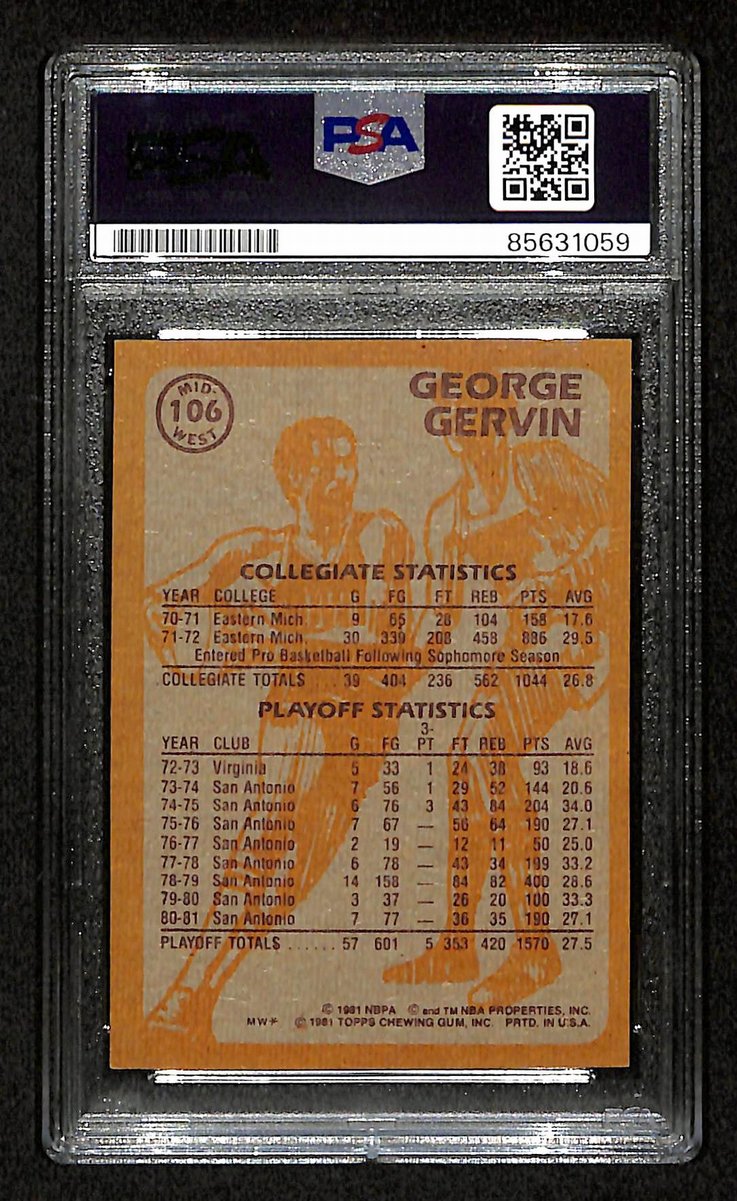 PSA
85631059
MID-
106
WEST
GEORGE
GERVIN
COLLEGIATE STATISTICS
YEAR COLLEGE G FG FT REB PTS AVG
70-71 Eastern Mich. 9 65 28 104 158 17.6
71-72 Eastern Mich. 30 339 208 458 886 29.5
Entered Pro Basketball Following Sophomore Season
COLLEGIATE TOTALS ... 39 404 236 562 1044 26.8
PLAYOFF STATISTICS
YEAR CLUB G FG 3-PT FT REB PTS AVG
72-73 Virginia 5 33 1 24 38 93 18.6
73-74 San Antonio 7 56 1 29 52 144 20.6
74-75 San Antonio 6 76 3 43 84 204 34.0
75-76 San Antonio 7 67 — 56 64 190 27.1
76-77 San Antonio 2 19 — 12 11 50 25.0
77-78 San Antonio 6 78 — 43 34 199 33.2
78-79 San Antonio 14 158 — 84 82 400 28.6
79-80 San Antonio 3 37 — 26 20 100 33.3
80-81 San Antonio 7 77 — 36 35 190 27.1
PLAYOFF TOTALS ...... 57 601 5 353 420 1570 27.5
© 1981 NBPA © and TM NBA PROPERTIES, INC.
MW* © 1981 TOPPS CHEWING GUM, INC. PRTD. IN U.S.A.